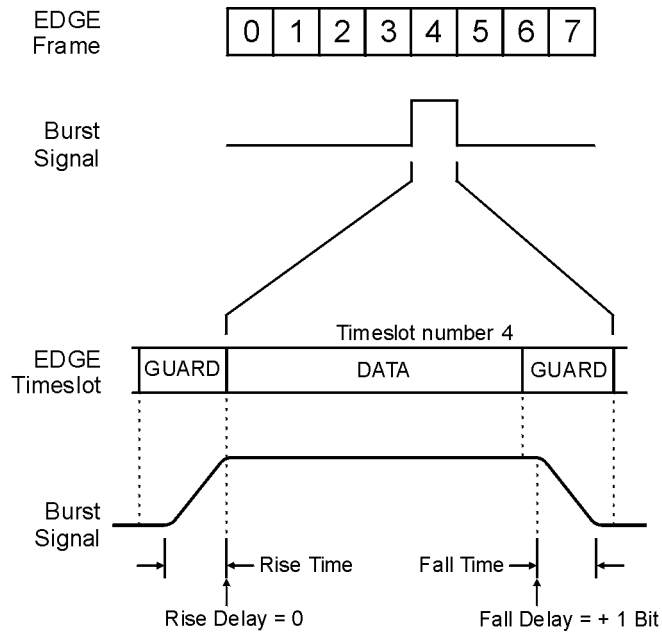 EDGE
Frame
0 1 2 3 4 5 6 7
Burst
Signal
Timeslot number 4
EDGE
Timeslot
GUARD DATA GUARD
Burst
Signal
Rise Time Fall Time
Rise Delay = 0 Fall Delay = + 1 Bit